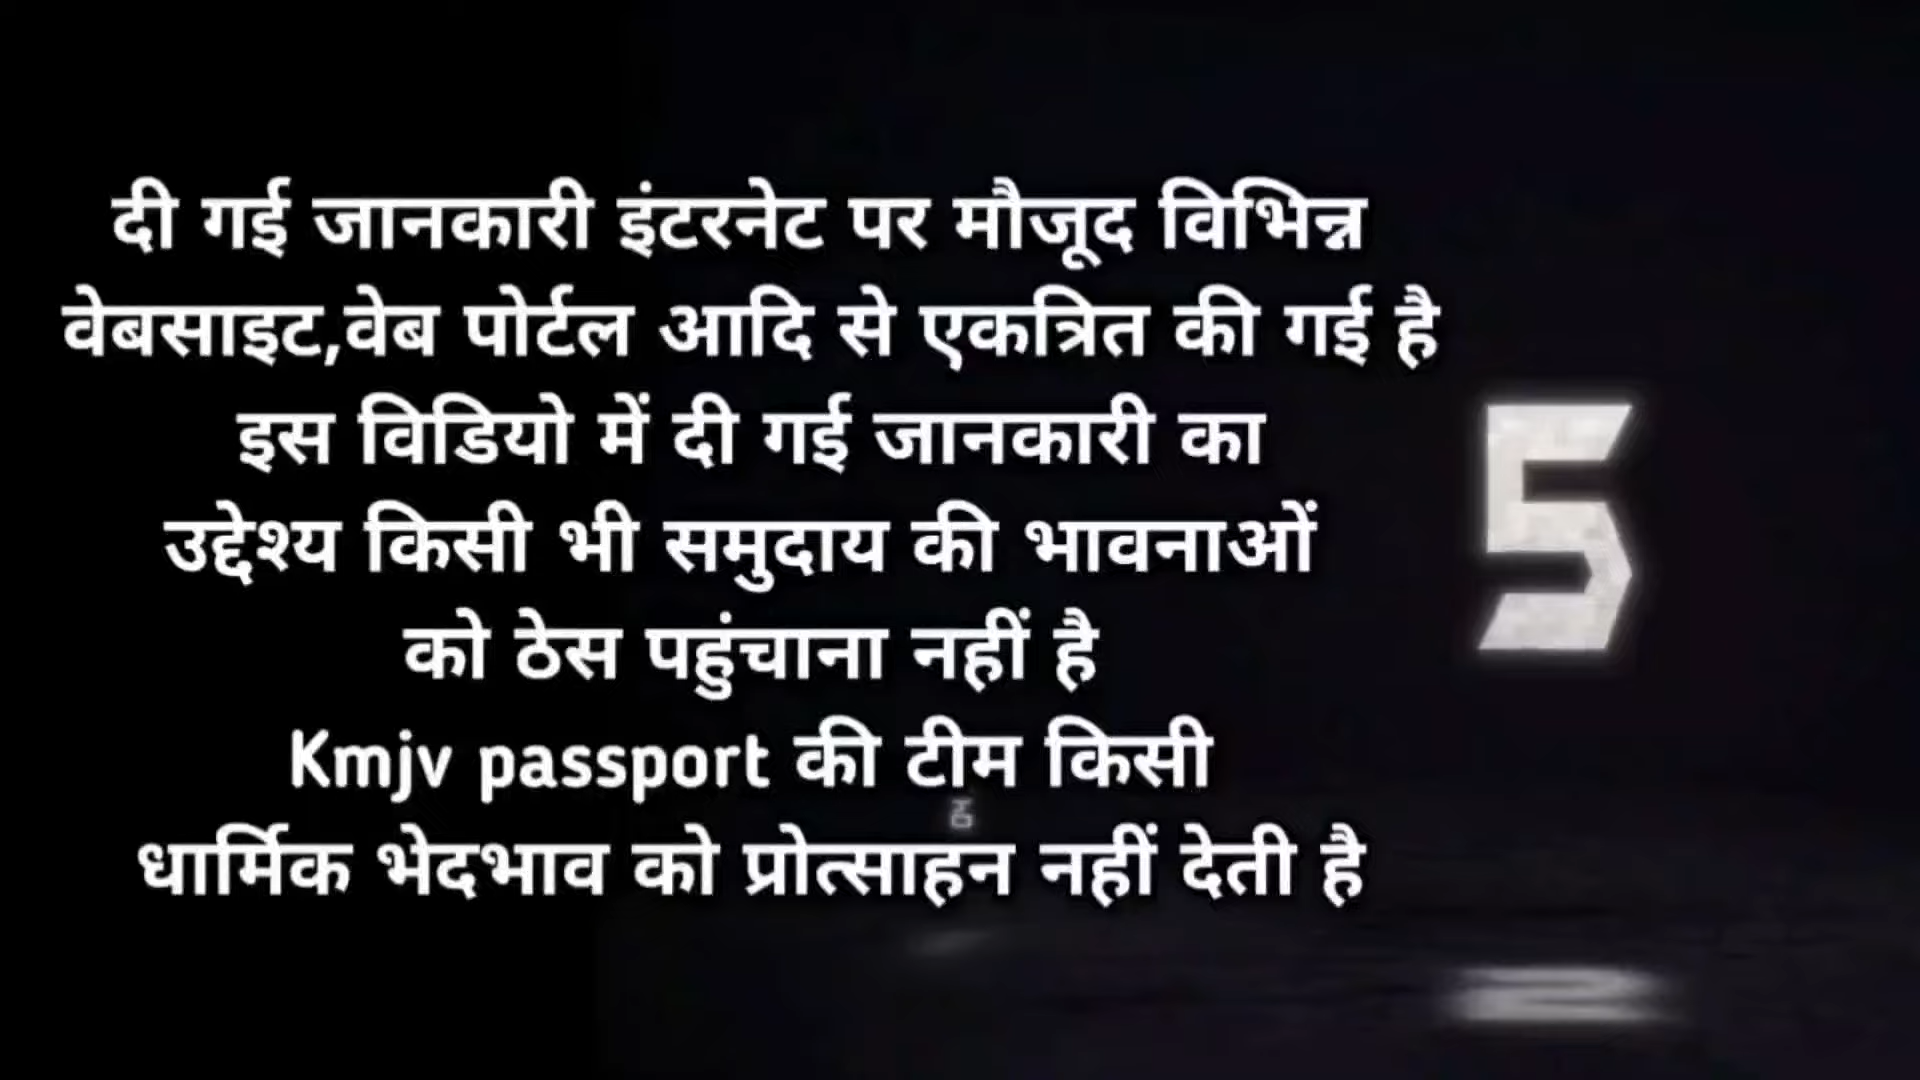 दी गई जानकारी इंटरनेट पर मौजूद विभिन्न
वेबसाइट,वेब पोर्टल आदि से एकत्रित की गई है
इस विडियो में दी गई जानकारी का
उद्देश्य किसी भी समुदाय की भावनाओं
को ठेस पहुंचाना नहीं है
Kmjv passport की टीम किसी
धार्मिक भेदभाव को प्रोत्साहन नहीं देती है
5